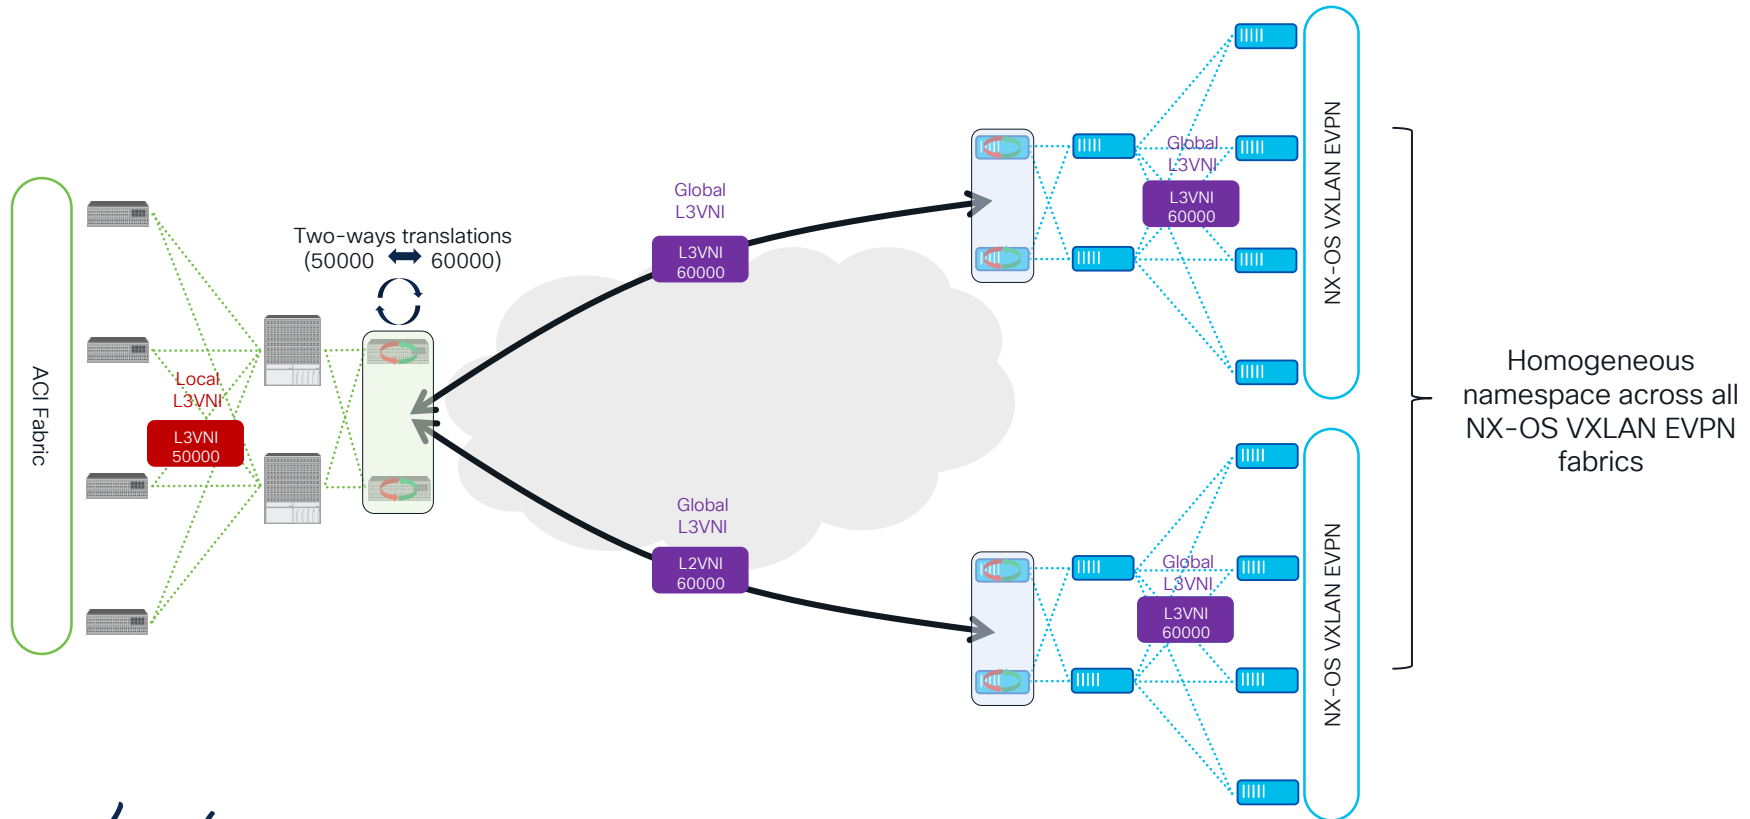 ACI Fabric
Local
L3VNI
L3VNI
50000
Two-ways translations
(50000 60000)
Global
L3VNI
L3VNI
60000
Global
L3VNI
L2VNI
60000
Global
L3VNI
L3VNI
60000
NX-OS VXLAN EVPN
Global
L3VNI
L3VNI
60000
NX-OS VXLAN EVPN
Homogeneous
namespace across all
NX-OS VXLAN EVPN
fabrics